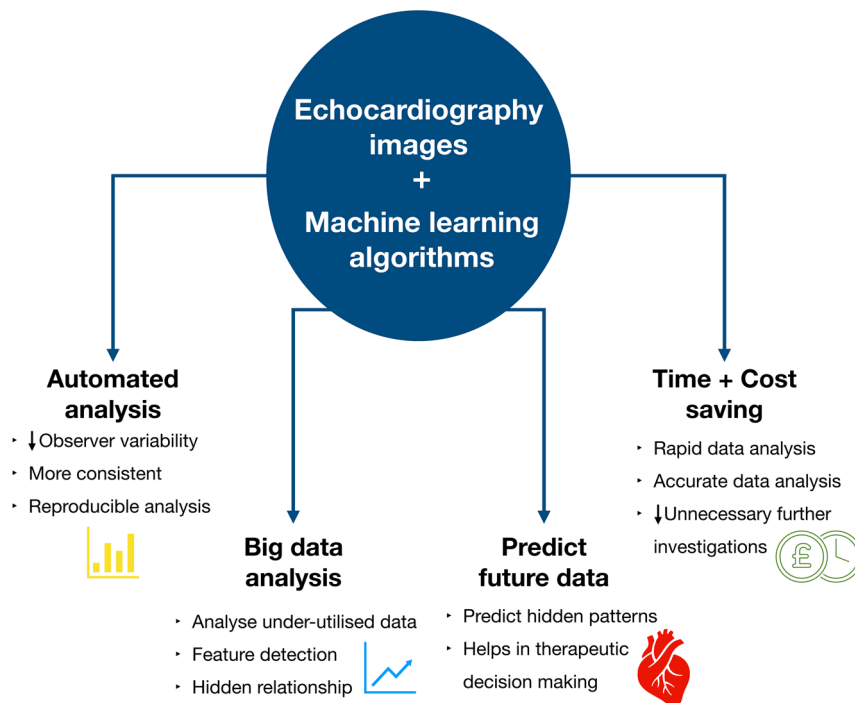 Echocardiography
images
+
Machine learning
algorithms
Automated
analysis
‣ ↓Observer variability
‣ More consistent
‣ Reproducible analysis
Big data
analysis
‣ Analyse under-utilised data
‣ Feature detection
‣ Hidden relationship
Predict
future data
‣ Predict hidden patterns
‣ Helps in therapeutic
decision making
Time + Cost
saving
‣ Rapid data analysis
‣ Accurate data analysis
‣ ↓Unnecessary further
investigations
£